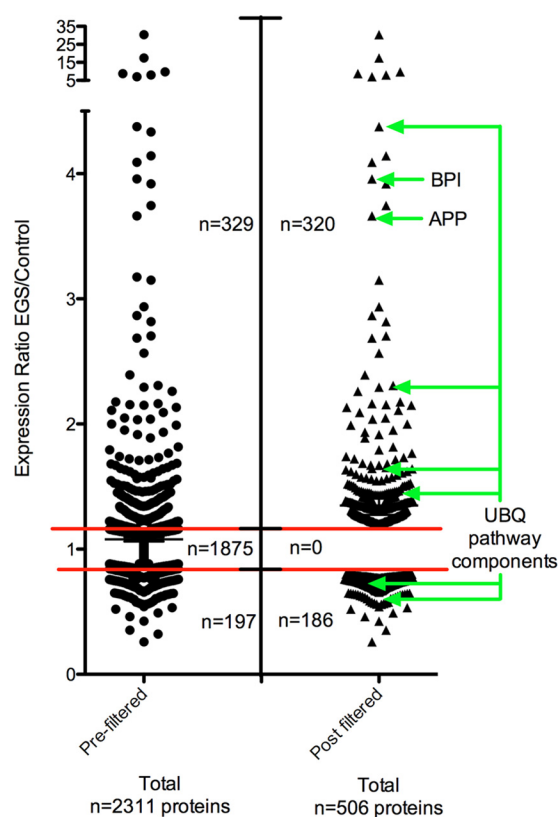 35
25
15
5
4
3
2
1
0
Expression Ratio EGS/Control
n=329
n=320
BPI
APP
n=1875
n=0
UBQ
pathway
components
n=197
n=186
Pre-filtered
Post filtered
Total
n=2311 proteins
Total
n=506 proteins